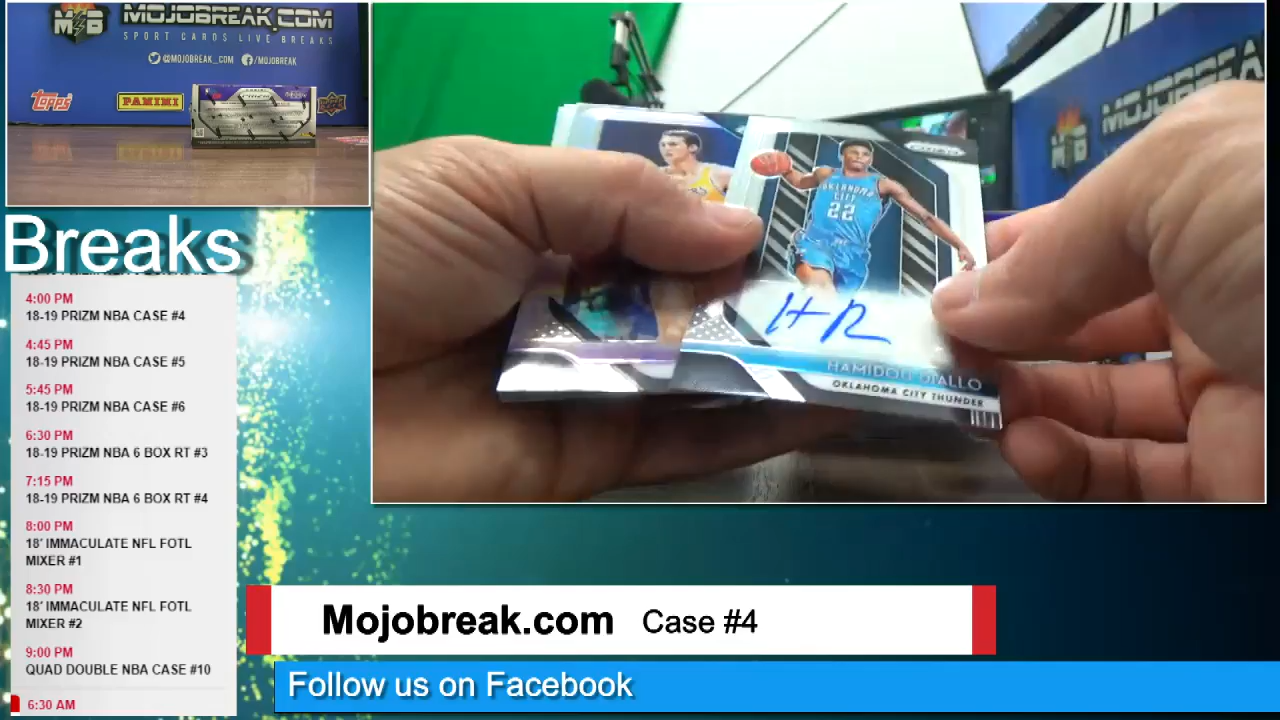 MOJOBREAK.COM
SPORT CARDS LIVE BREAKS
@MOJOBREAK_COM /MOJOBREAK
TOPPS
PANINI
Breaks
4:00 PM
18-19 PRIZM NBA CASE #4
4:45 PM
18-19 PRIZM NBA CASE #5
5:45 PM
18-19 PRIZM NBA CASE #6
6:30 PM
18-19 PRIZM NBA 6 BOX RT #3
7:15 PM
18-19 PRIZM NBA 6 BOX RT #4
8:00 PM
18' IMMACULATE NFL FOTL
MIXER #1
8:30 PM
18' IMMACULATE NFL FOTL
MIXER #2
9:00 PM
QUAD DOUBLE NBA CASE #10
6:30 AM
OKLAHOMA
CITY
22
HAMIDOU DIALLO
OKLAHOMA CITY THUNDER
Mojobreak.com Case #4
Follow us on Facebook